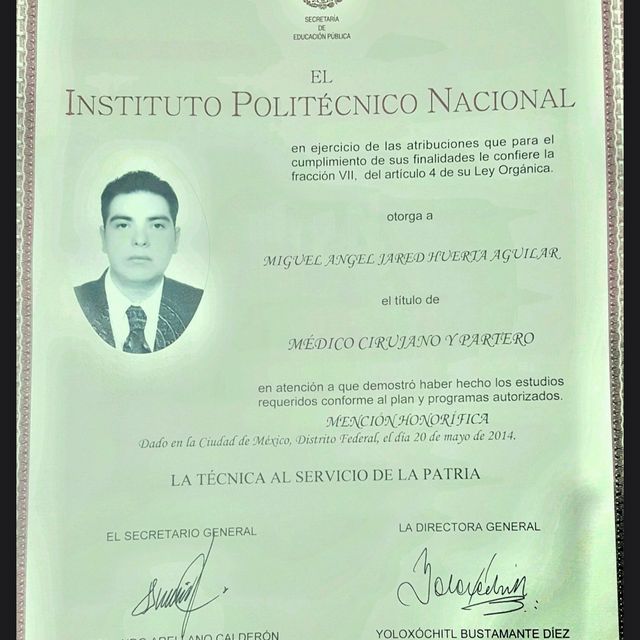 SECRETARÍA
DE
EDUCACIÓN PÚBLICA
EL
INSTITUTO POLITÉCNICO NACIONAL
en ejercicio de las atribuciones que para el
cumplimiento de sus finalidades le confiere la
fracción VII, del artículo 4 de su Ley Orgánica.
otorga a
MIGUEL ANGEL JARED HUERTA AGUILAR
el título de
MÉDICO CIRUJANO Y PARTERO
en atención a que demostró haber hecho los estudios
requeridos conforme al plan y programas autorizados.
MENCIÓN HONORÍFICA
Dado en la Ciudad de México, Distrito Federal, el día 20 de mayo de 2014.
LA TÉCNICA AL SERVICIO DE LA PATRIA
EL SECRETARIO GENERAL
LA DIRECTORA GENERAL
Yoloxóchitl
ARELLANO CALDERÓN
YOLOXÓCHITL BUSTAMANTE DÍEZ